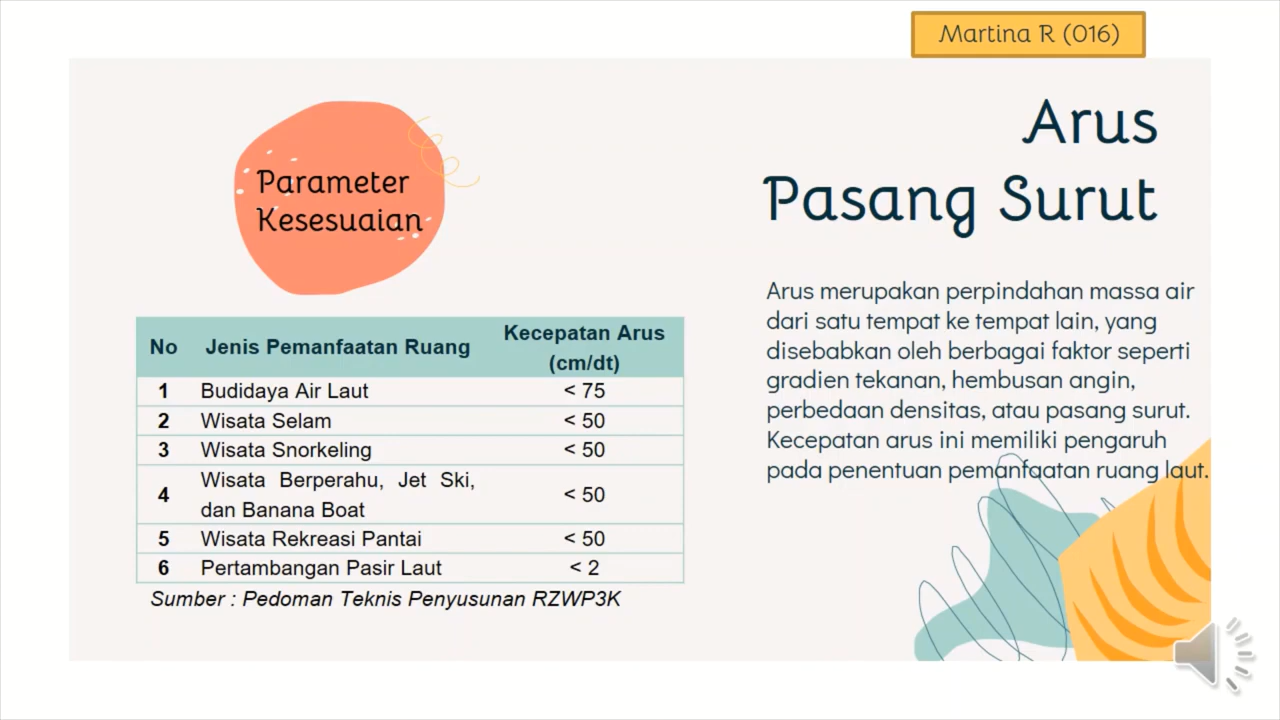 Martina R (016)
Parameter
Kesesuaian
Arus
Pasang Surut
No Jenis Pemanfaatan Ruang Kecepatan Arus
(cm/dt)
1 Budidaya Air Laut < 75
2 Wisata Selam < 50
3 Wisata Snorkeling < 50
4 Wisata Berperahu, Jet Ski,
dan Banana Boat < 50
5 Wisata Rekreasi Pantai < 50
6 Pertambangan Pasir Laut < 2
Sumber : Pedoman Teknis Penyusunan RZWP3K
Arus merupakan perpindahan massa air
dari satu tempat ke tempat lain, yang
disebabkan oleh berbagai faktor seperti
gradien tekanan, hembusan angin,
perbedaan densitas, atau pasang surut.
Kecepatan arus ini memiliki pengaruh
pada penentuan pemanfaatan ruang laut.